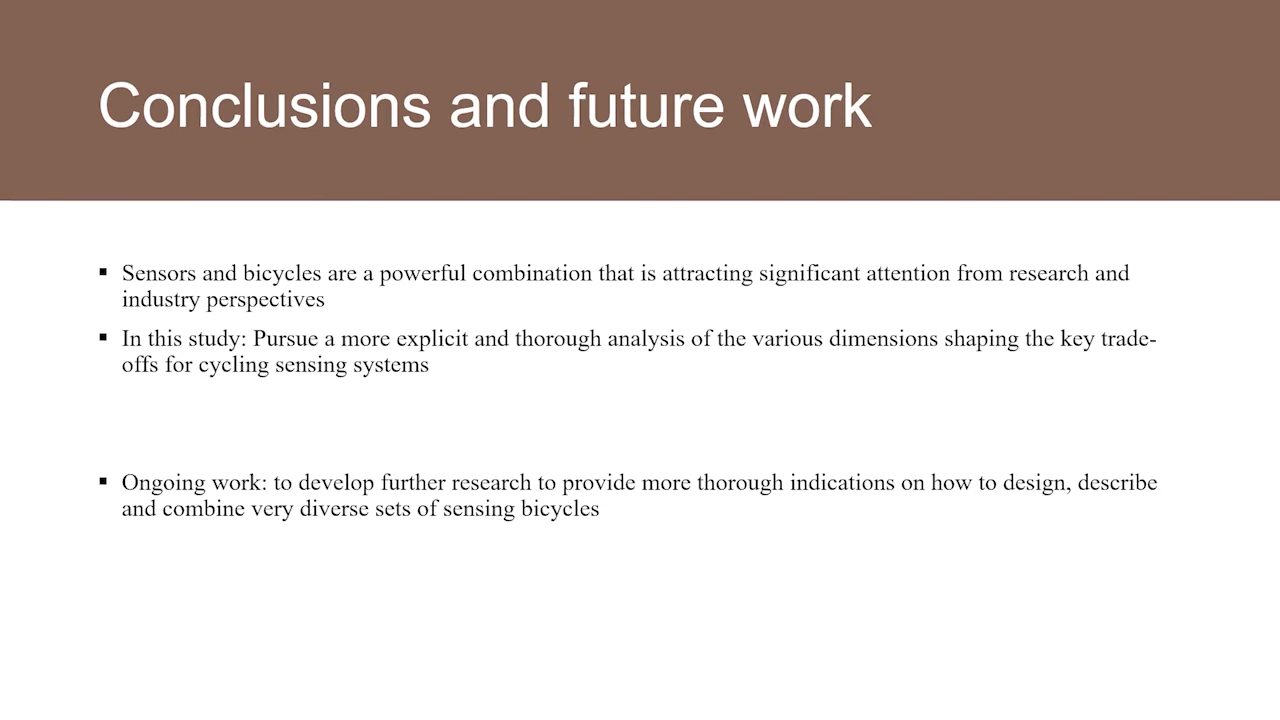 Conclusions and future work
▪ Sensors and bicycles are a powerful combination that is attracting significant attention from research and
industry perspectives
▪ In this study: Pursue a more explicit and thorough analysis of the various dimensions shaping the key trade-
offs for cycling sensing systems
▪ Ongoing work: to develop further research to provide more thorough indications on how to design, describe
and combine very diverse sets of sensing bicycles